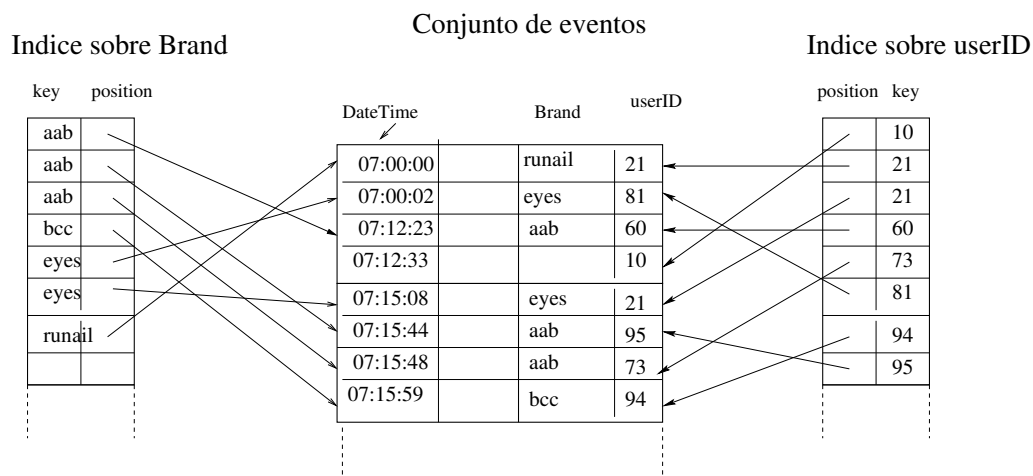 Conjunto de eventos
Indice sobre Brand
Indice sobre userID
key position
DateTime Brand userID
position key
aab
aab
aab
bcc
eyes
eyes
runail
07:00:00 runail 21
07:00:02 eyes 81
07:12:23 aab 60
07:12:33 10
07:15:08 eyes 21
07:15:44 aab 95
07:15:48 aab 73
07:15:59 bcc 94
10
21
21
60
73
81
94
95